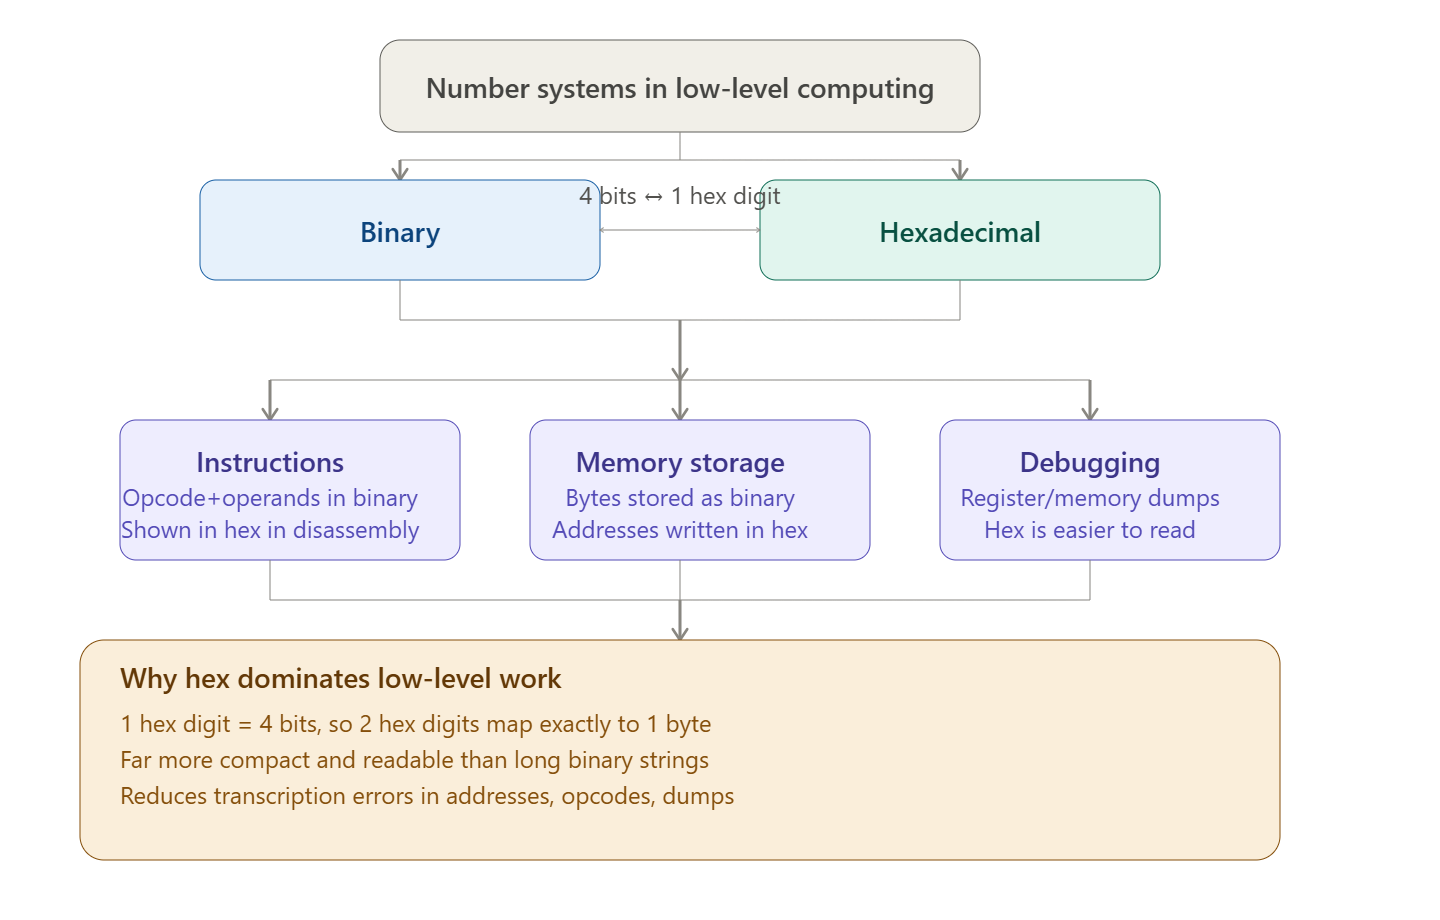 Number systems in low-level computing
4 bits ↔ 1 hex digit
Binary
Hexadecimal
Instructions
Opcode+operands in binary
Shown in hex in disassembly
Memory storage
Bytes stored as binary
Addresses written in hex
Debugging
Register/memory dumps
Hex is easier to read
Why hex dominates low-level work
1 hex digit = 4 bits, so 2 hex digits map exactly to 1 byte
Far more compact and readable than long binary strings
Reduces transcription errors in addresses, opcodes, dumps